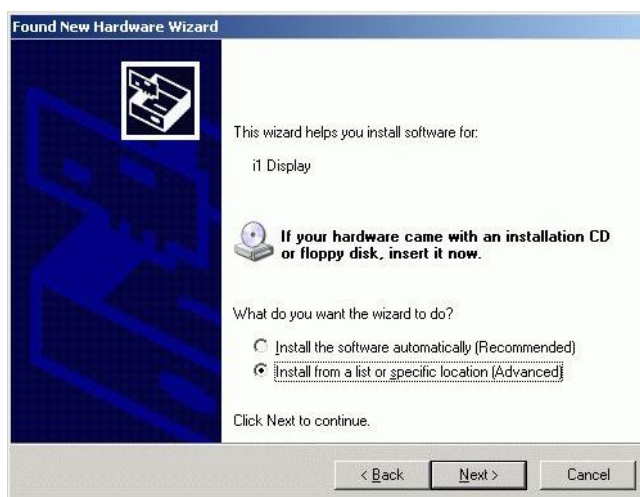 Found New Hardware Wizard
This wizard helps you install software for:
i1 Display
If your hardware came with an installation CD
or floppy disk, insert it now.
What do you want the wizard to do?
Install the software automatically (Recommended)
Install from a list or specific location (Advanced)
Click Next to continue.
< Back
Next >
Cancel